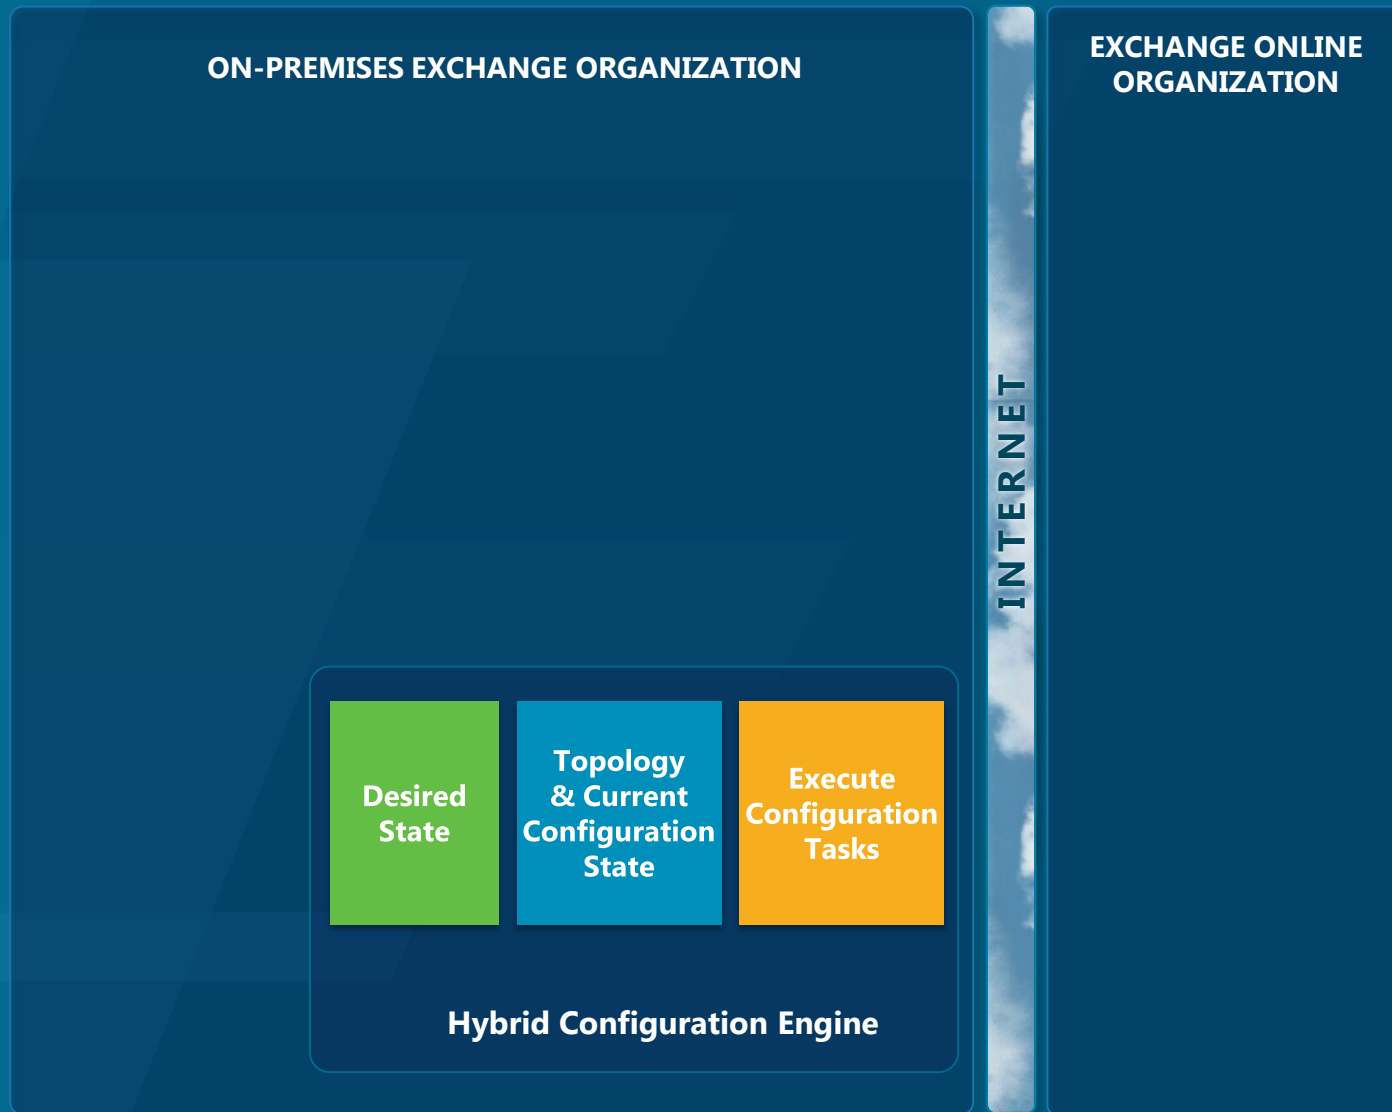 ON-PREMISES EXCHANGE ORGANIZATION
EXCHANGE ONLINE
ORGANIZATION
INTERNET
Desired
State
Topology
& Current
Configuration
State
Execute
Configuration
Tasks
Hybrid Configuration Engine